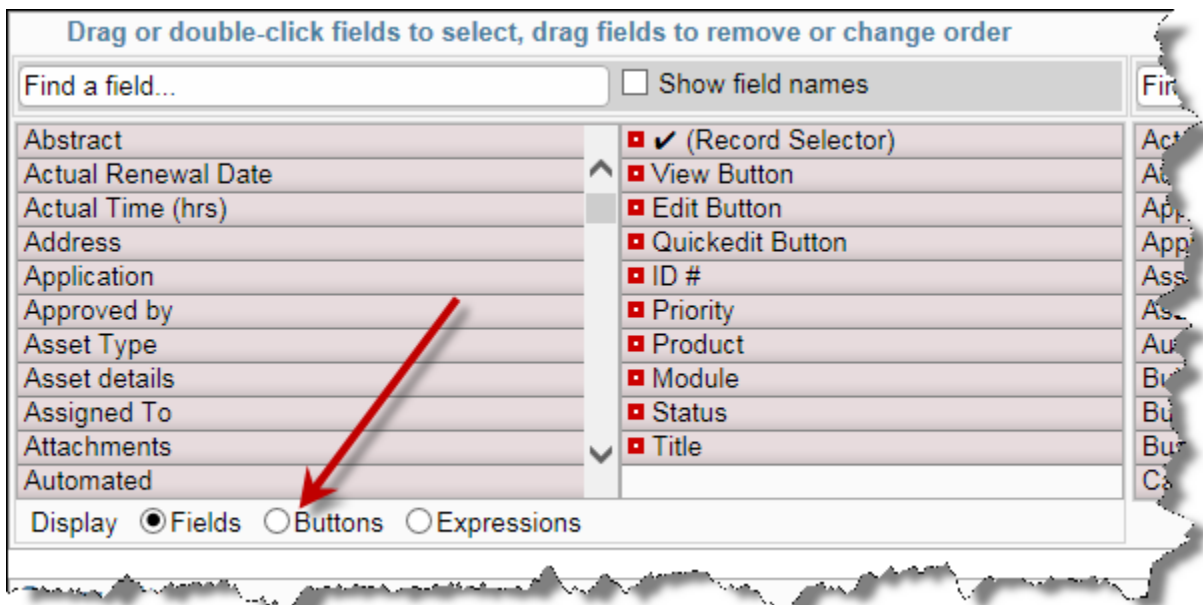 Drag or double-click fields to select, drag fields to remove or change order
Find a field...
Show field names
Abstract
Actual Renewal Date
Actual Time (hrs)
Address
Application
Approved by
Asset Type
Asset details
Assigned To
Attachments
Automated
✔ (Record Selector)
View Button
Edit Button
Quickedit Button
ID #
Priority
Product
Module
Status
Title
Display Fields Buttons Expressions